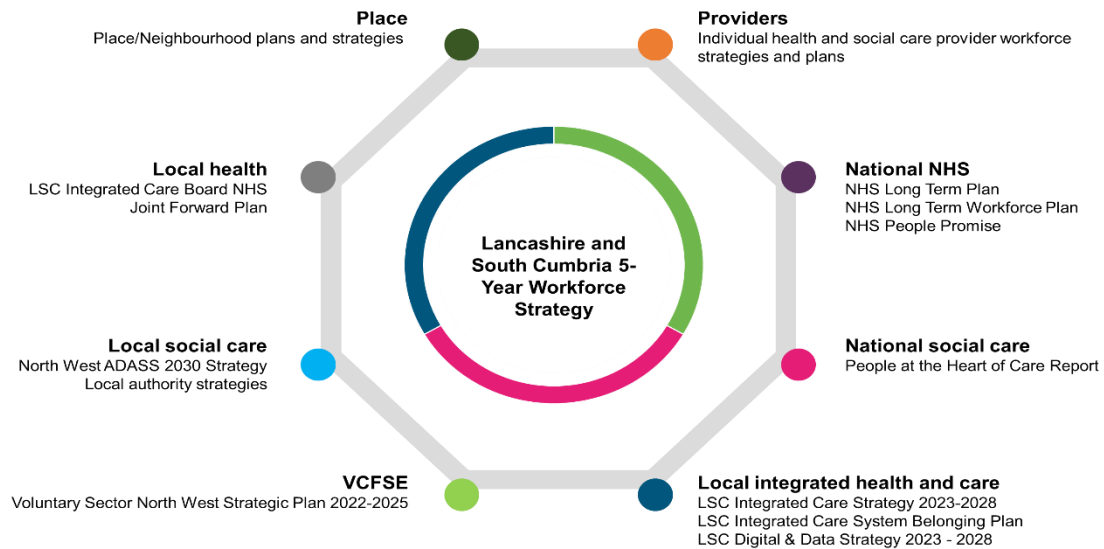 Place
Place/Neighbourhood plans and strategies
Providers
Individual health and social care provider workforce
strategies and plans
Local health
LSC Integrated Care Board NHS
Joint Forward Plan
National NHS
NHS Long Term Plan
NHS Long Term Workforce Plan
NHS People Promise
Lancashire and
South Cumbria 5-
Year Workforce
Strategy
Local social care
North West ADASS 2030 Strategy
Local authority strategies
National social care
People at the Heart of Care Report
VCFSE
Voluntary Sector North West Strategic Plan 2022-2025
Local integrated health and care
LSC Integrated Care Strategy 2023-2028
LSC Integrated Care System Belonging Plan
LSC Digital & Data Strategy 2023 - 2028